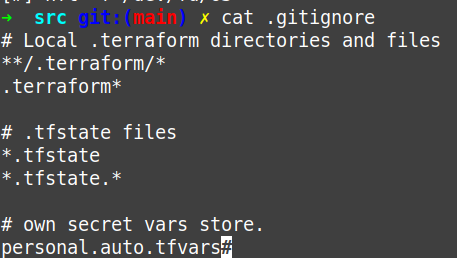 ➜  src git:(main) ✗ cat .gitignore
# Local .terraform directories and files
**/.terraform/*
.terraform*

# .tfstate files
*.tfstate
*.tfstate.*

# own secret vars store.
personal.auto.tfvars#